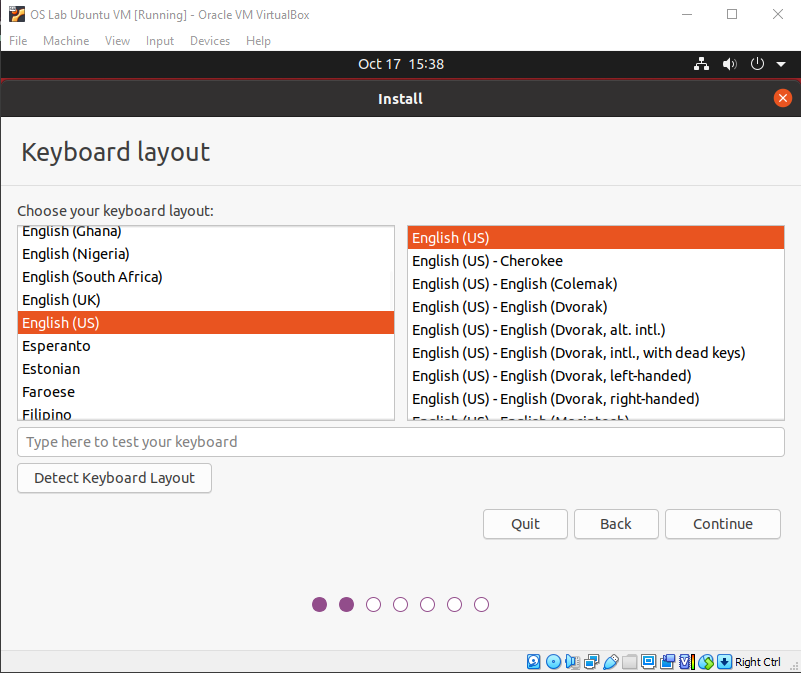 OS Lab Ubuntu VM [Running] - Oracle VM VirtualBox
File Machine View Input Devices Help
Oct 17 15:38
Install
Keyboard layout
Choose your keyboard layout:
English (Ghana)
English (Nigeria)
English (South Africa)
English (UK)
English (US)
Esperanto
Estonian
Faroese
Filipino
English (US)
English (US) - Cherokee
English (US) - English (Colemak)
English (US) - English (Dvorak)
English (US) - English (Dvorak, alt. intl.)
English (US) - English (Dvorak, intl., with dead keys)
English (US) - English (Dvorak, left-handed)
English (US) - English (Dvorak, right-handed)
English (US) - English (Macintosh)
Type here to test your keyboard
Detect Keyboard Layout
Quit Back Continue
Right Ctrl